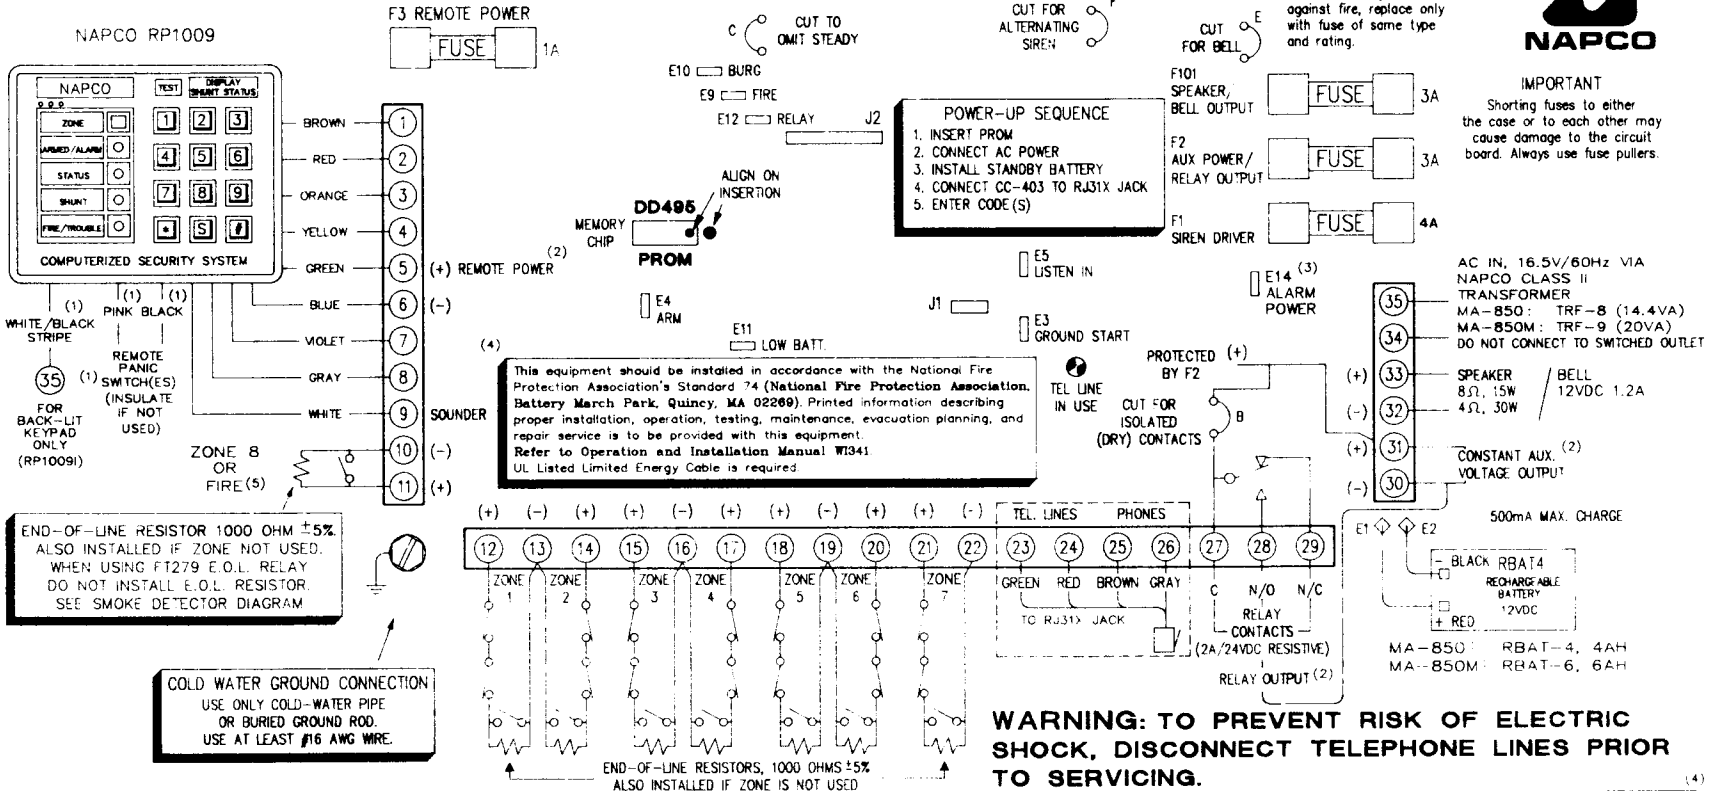 F3 REMOTE POWER
FUSE
1A
NAPCO RP1009
NAPCO
TEST
DISPLAY
SHUNT STATUS
ZONE
ARMED/ALARM
STATUS
SHUNT
FIRE/TROUBLE
1 2 3
4 5 6
7 8 9
* S #
COMPUTERIZED SECURITY SYSTEM
BROWN 1
RED 2
ORANGE 3
YELLOW 4
GREEN 5 (+) REMOTE POWER (2)
BLUE 6 (-)
VIOLET 7
GRAY 8
WHITE 9 SOUNDER
10 (-)
11 (+)
(1)
WHITE/BLACK
STRIPE
35 (1)
FOR
BACK-LIT
KEYPAD
ONLY
(RP1009I)
(1) (1)
PINK BLACK
REMOTE
PANIC
SWITCH(ES)
(INSULATE
IF NOT
USED)
ZONE 8
OR
FIRE (5)
END-OF-LINE RESISTOR 1000 OHM ±5%.
ALSO INSTALLED IF ZONE NOT USED.
WHEN USING FT279 E.O.L. RELAY
DO NOT INSTALL E.O.L. RESISTOR.
SEE SMOKE DETECTOR DIAGRAM
COLD WATER GROUND CONNECTION
USE ONLY COLD-WATER PIPE
OR BURIED GROUND ROD.
USE AT LEAST #16 AWG WIRE.
C
CUT TO
OMIT STEADY
E10 BURG
E9 FIRE
E12 RELAY
J2
CUT FOR
ALTERNATING
SIREN
CUT
FOR BELL
E
against fire, replace only
with fuse of same type
and rating.
NAPCO
IMPORTANT
Shorting fuses to either
the case or to each other may
cause damage to the circuit
board. Always use fuse pullers.
F101
SPEAKER/
BELL OUTPUT
FUSE
3A
F2
AUX POWER/
RELAY OUTPUT
FUSE
3A
F1
SIREN DRIVER
FUSE
4A
POWER-UP SEQUENCE
1. INSERT PROM
2. CONNECT AC POWER
3. INSTALL STANDBY BATTERY
4. CONNECT CC-403 TO RJ31X JACK
5. ENTER CODE(S)
ALIGN ON
INSERTION
DD495
MEMORY
CHIP
PROM
E4
ARM
E11
LOW BATT.
J1
E5
LISTEN IN
E3
GROUND START
E14 (3)
ALARM
POWER
(4)
This equipment should be installed in accordance with the National Fire
Protection Association's Standard 74 (National Fire Protection Association,
Battery March Park, Quincy, MA 02269). Printed information describing
proper installation, operation, testing, maintenance, evacuation planning, and
repair service is to be provided with this equipment.
Refer to Operation and Installation Manual WI341.
UL Listed Limited Energy Cable is required.
TEL LINE
IN USE
PROTECTED (+)
BY F2
CUT FOR
ISOLATED
(DRY) CONTACTS
B
35
34
(+) 33
(-) 32
(+) 31
(-) 30
AC IN, 16.5V/60Hz VIA
NAPCO CLASS II
TRANSFORMER
MA-850: TRF-8 (14.4VA)
MA-850M: TRF-9 (20VA)
DO NOT CONNECT TO SWITCHED OUTLET
SPEAKER / BELL
8Ω, 15W 12VDC 1.2A
4Ω, 30W
CONSTANT AUX. (2)
VOLTAGE OUTPUT
E1 E2
500mA MAX. CHARGE
- BLACK RBAT4
RECHARGEABLE
BATTERY
12VDC
+ RED
MA-850: RBAT-4, 4AH
MA-850M: RBAT-6, 6AH
(+) (-) (+) (+) (-) (+) (+) (-) (+) (+) (-)
TEL. LINES PHONES
12 13 14 15 16 17 18 19 20 21 22 23 24 25 26 27 28 29
ZONE 1
ZONE 2
ZONE 3
ZONE 4
ZONE 5
ZONE 6
ZONE 7
GREEN RED BROWN GRAY
TO RJ31X JACK
C N/O N/C
RELAY
CONTACTS
(2A/24VDC RESISTIVE)
RELAY OUTPUT (2)
END-OF-LINE RESISTORS, 1000 OHMS ±5%
ALSO INSTALLED IF ZONE IS NOT USED
WARNING: TO PREVENT RISK OF ELECTRIC
SHOCK, DISCONNECT TELEPHONE LINES PRIOR
TO SERVICING.
(4)